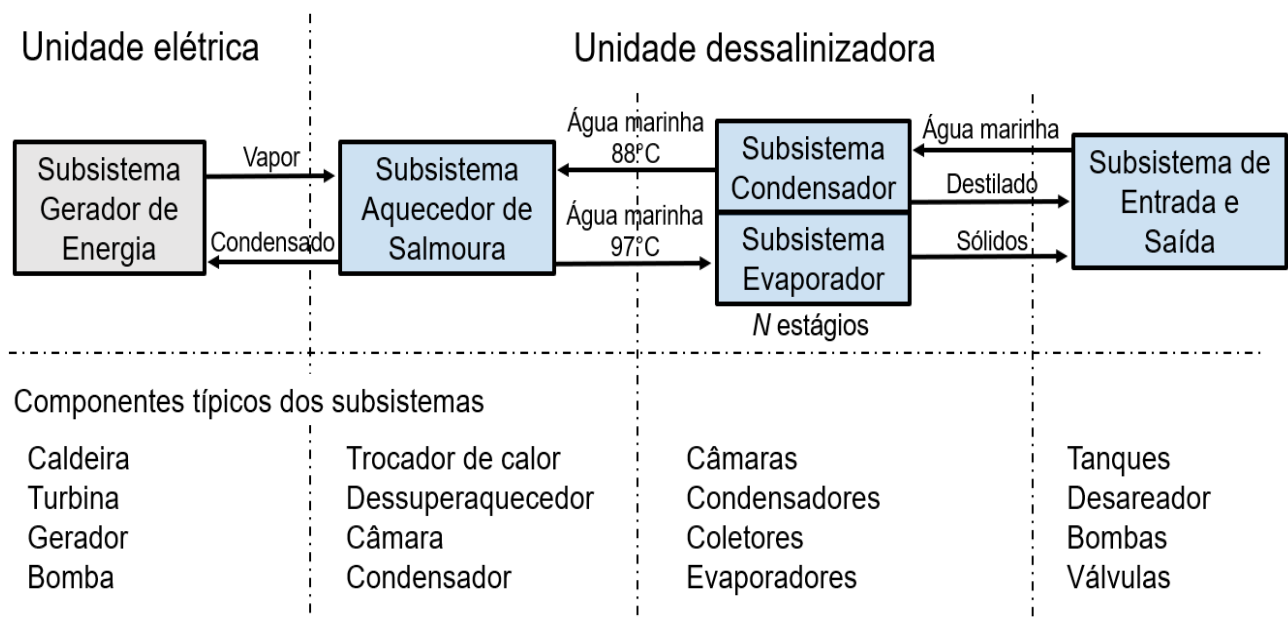 Unidade elétrica
Unidade dessalinizadora
Subsistema
Gerador de
Energia
Vapor
Condensado
Subsistema
Aquecedor de
Salmoura
Água marinha
88°C
Água marinha
97°C
Subsistema
Condensador
Subsistema
Evaporador
N estágios
Água marinha
Destilado
Sólidos
Subsistema de
Entrada e
Saída
Componentes típicos dos subsistemas
Caldeira
Turbina
Gerador
Bomba
Trocador de calor
Dessuperaquecedor
Câmara
Condensador
Câmaras
Condensadores
Coletores
Evaporadores
Tanques
Desareador
Bombas
Válvulas